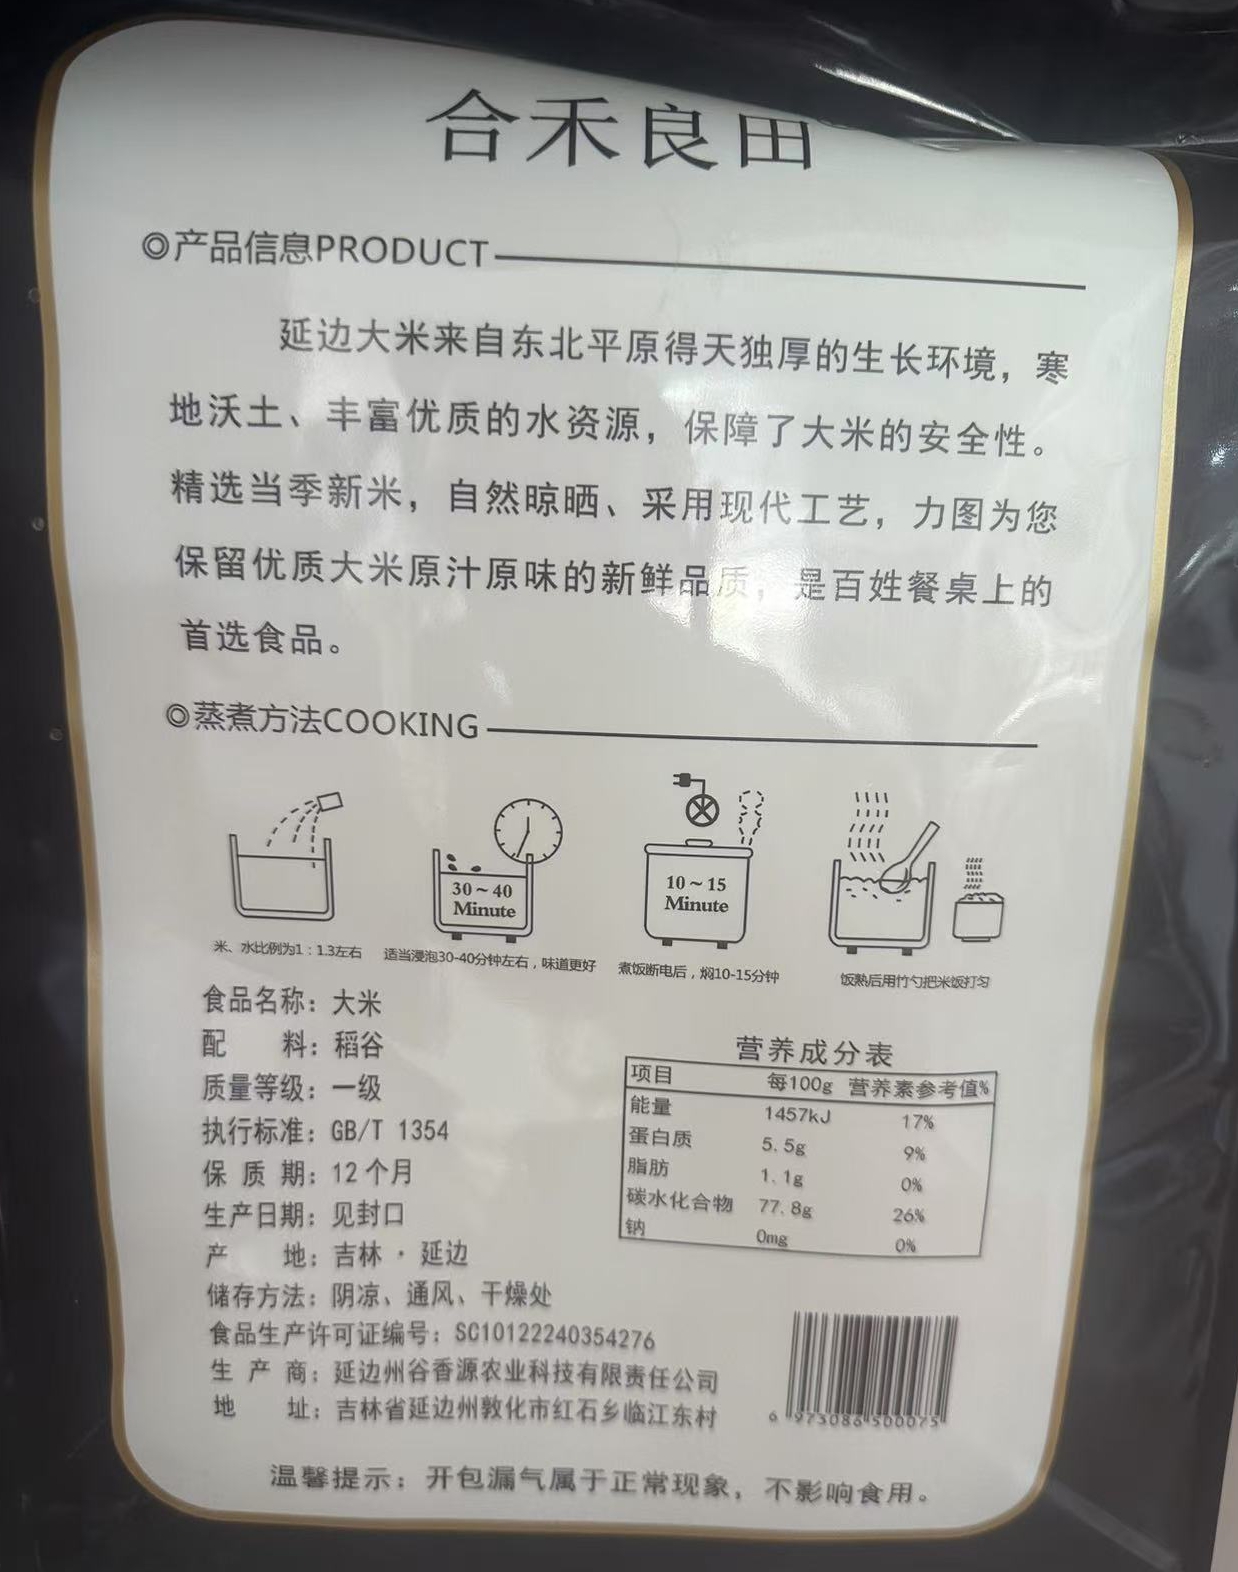 合禾良田
◎产品信息PRODUCT
延边大米来自东北平原得天独厚的生长环境，寒
地沃土、丰富优质的水资源，保障了大米的安全性。
精选当季新米，自然晾晒、采用现代工艺，力图为您
保留优质大米原汁原味的新鲜品质，是百姓餐桌上的
首选食品。
◎蒸煮方法COOKING
30~40
Minute
10~15
Minute
米、水比例为1：1.3左右
适当浸泡30-40分钟左右，味道更好
煮饭断电后，焖10-15分钟
饭熟后用竹勺把米饭打匀
食品名称：大米
配 料：稻谷
质量等级：一级
执行标准：GB/T 1354
保 质 期：12个月
生产日期：见封口
产 地：吉林·延边
储存方法：阴凉、通风、干燥处
食品生产许可证编号：SC10122240354276
生 产 商：延边州谷香源农业科技有限责任公司
地 址：吉林省延边州敦化市红石乡临江东村
营养成分表
项目 每100g 营养素参考值%
能量 1457kJ 17%
蛋白质 5.5g 9%
脂肪 1.1g 0%
碳水化合物 77.8g 26%
钠 0mg 0%
6 973086 500075
温馨提示：开包漏气属于正常现象，不影响食用。